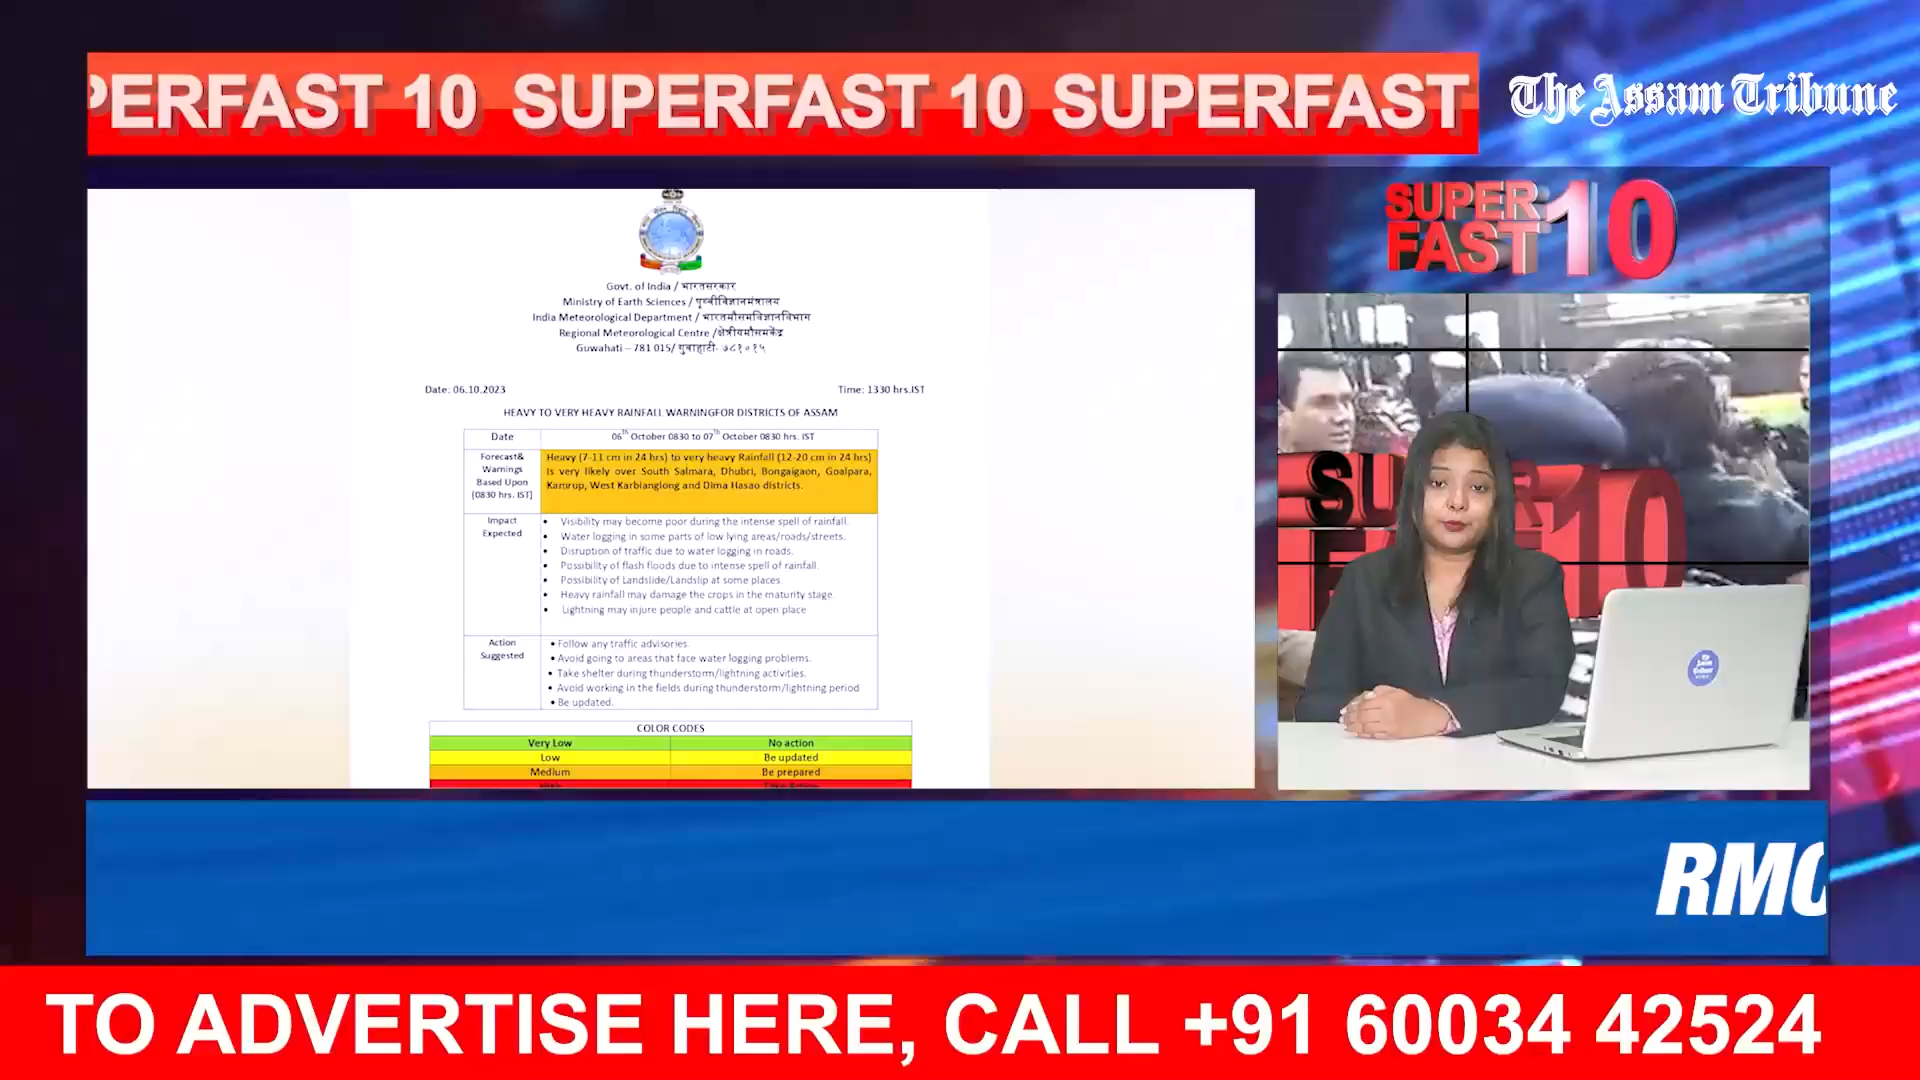 PERFAST 10 SUPERFAST 10 SUPERFAST
The Assam Tribune
SUPER
FAST 10
Govt. of India / भारतसरकार
Ministry of Earth Sciences / पृथ्वीविज्ञानमंत्रालय
India Meteorological Department / भारतमौसमविज्ञानविभाग
Regional Meteorological Centre /क्षेत्रीयमौसमकेंद्र
Guwahati – 781 015/ गुवाहाटी- ७८१०१५
Date: 06.10.2023
Time: 1330 hrs.IST
HEAVY TO VERY HEAVY RAINFALL WARNINGFOR DISTRICTS OF ASSAM
Date
06th October 0830 to 07th October 0830 hrs. IST
Forecast&
Warnings
Based Upon
(0830 hrs. IST)
Heavy (7-11 cm in 24 hrs) to very heavy Rainfall (12-20 cm in 24 hrs)
is very likely over South Salmara, Dhubri, Bongaigaon, Goalpara,
Kamrup, West Karbianglong and Dima Hasao districts.
Impact
Expected
• Visibility may become poor during the intense spell of rainfall.
• Water logging in some parts of low lying areas/roads/streets.
• Disruption of traffic due to water logging in roads.
• Possibility of flash floods due to intense spell of rainfall.
• Possibility of Landslide/Landslip at some places.
• Heavy rainfall may damage the crops in the maturity stage.
• Lightning may injure people and cattle at open place
Action
Suggested
• Follow any traffic advisories.
• Avoid going to areas that face water logging problems.
• Take shelter during thunderstorm/lightning activities.
• Avoid working in the fields during thunderstorm/lightning period
• Be updated.
COLOR CODES
Very Low No action
Low Be updated
Medium Be prepared
SU
10
The
Assam
Tribune
RMC
TO ADVERTISE HERE, CALL +91 60034 42524